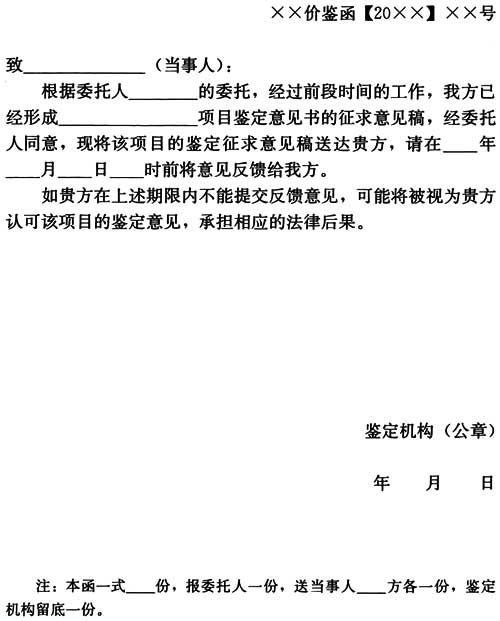 ××价鉴函【20××】××号
致______________（当事人）：
根据委托人________的委托，经过前段时间的工作，我方已
经形成________________项目鉴定意见书的征求意见稿，经委托
人同意，现将该项目的鉴定征求意见稿送达贵方，请在____年
____月____日____时前将意见反馈给我方。
如贵方在上述期限内不能提交反馈意见，可能将被视为贵方
认可该项目的鉴定意见，承担相应的法律后果。
鉴定机构（公章）
年 月 日
注：本函一式____份，报委托人一份，送当事人____方各一份，鉴定
机构留底一份。